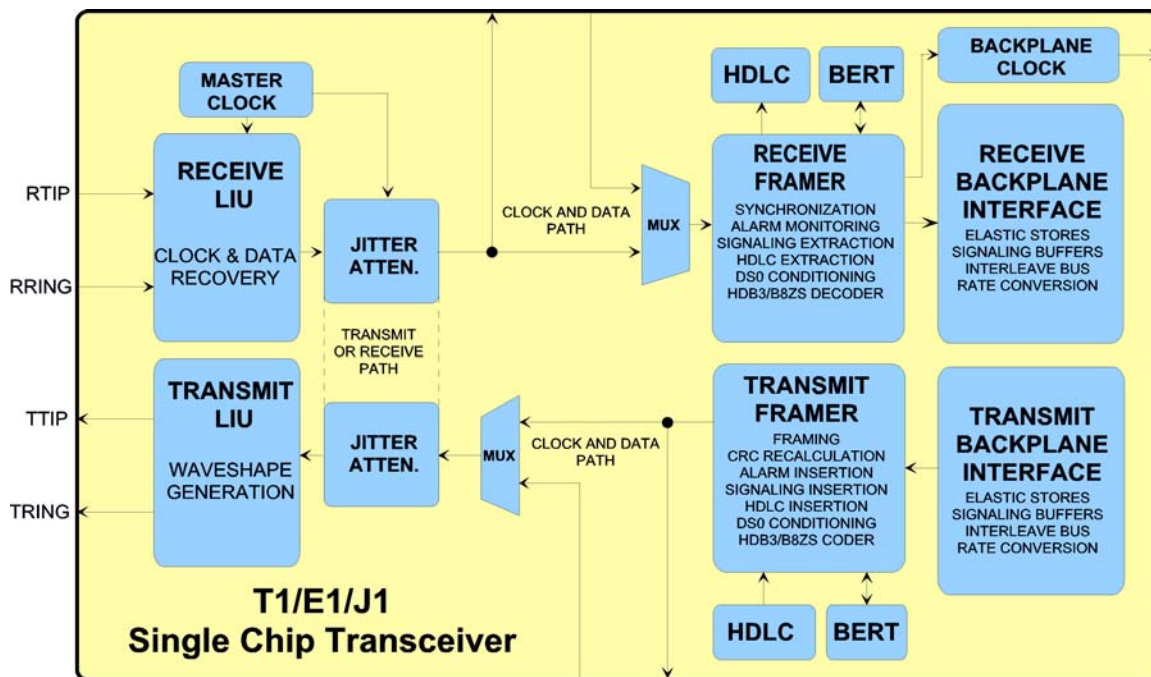 HDLC
BERT
BACKPLANE
CLOCK
MASTER
CLOCK
RECEIVE
LIU
CLOCK & DATA
RECOVERY
RTIP
RRING
JITTER
ATTEN.
CLOCK AND DATA
PATH
MUX
RECEIVE
FRAMER
SYNCHRONIZATION
ALARM MONITORING
SIGNALING EXTRACTION
HDLC EXTRACTION
DS0 CONDITIONING
HDB3/B8ZS DECODER
RECEIVE
BACKPLANE
INTERFACE
ELASTIC STORES
SIGNALING BUFFERS
INTERLEAVE BUS
RATE CONVERSION
TRANSMIT
OR RECEIVE
PATH
TTIP
TRING
TRANSMIT
LIU
WAVESHAPE
GENERATION
JITTER
ATTEN.
MUX
CLOCK AND DATA
PATH
TRANSMIT
FRAMER
FRAMING
CRC RECALCULATION
ALARM INSERTION
SIGNALING INSERTION
HDLC INSERTION
DS0 CONDITIONING
HDB3/B8ZS CODER
TRANSMIT
BACKPLANE
INTERFACE
ELASTIC STORES
SIGNALING BUFFERS
INTERLEAVE BUS
RATE CONVERSION
T1/E1/J1
Single Chip Transceiver
HDLC
BERT